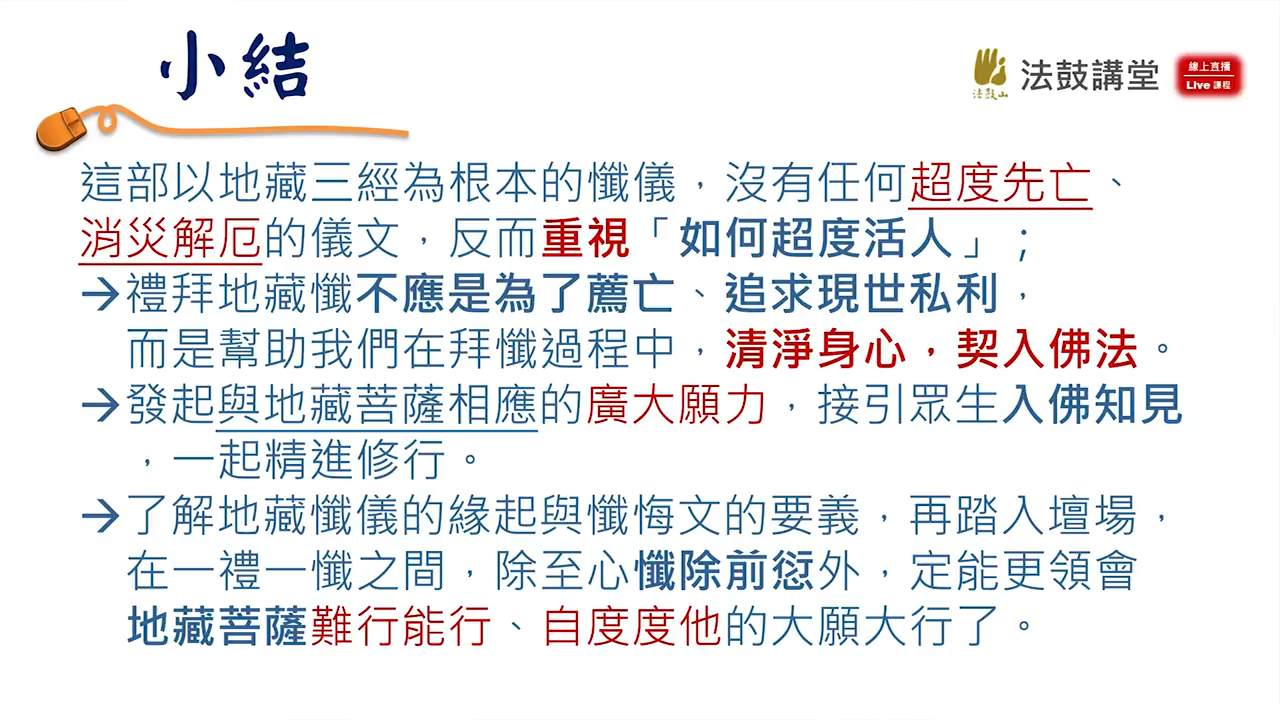 小結
法鼓山
法鼓講堂
線上直播
Live 課程
這部以地藏三經為根本的懺儀，沒有任何超度先亡、
消災解厄的儀文，反而重視「如何超度活人」；
→禮拜地藏懺不應是為了薦亡、追求現世私利，
而是幫助我們在拜懺過程中，清淨身心，契入佛法。
→發起與地藏菩薩相應的廣大願力，接引眾生入佛知見
，一起精進修行。
→了解地藏懺儀的緣起與懺悔文的要義，再踏入壇場，
在一禮一懺之間，除至心懺除前愆外，定能更領會
地藏菩薩難行能行、自度度他的大願大行了。